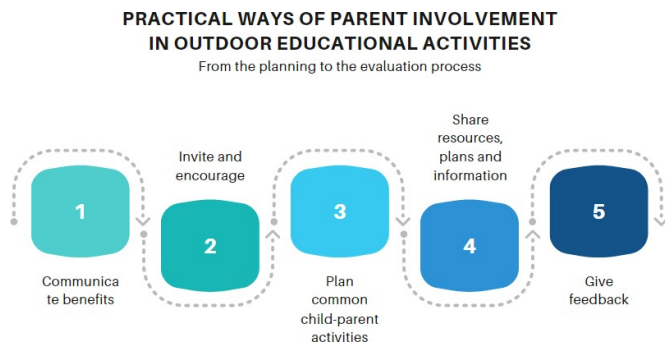 PRACTICAL WAYS OF PARENT INVOLVEMENT
IN OUTDOOR EDUCATIONAL ACTIVITIES
From the planning to the evaluation process
1
Communica
te benefits
Invite and
encourage
2
3
Plan
common
child-parent
activities
Share
resources,
plans and
information
4
5
Give
feedback